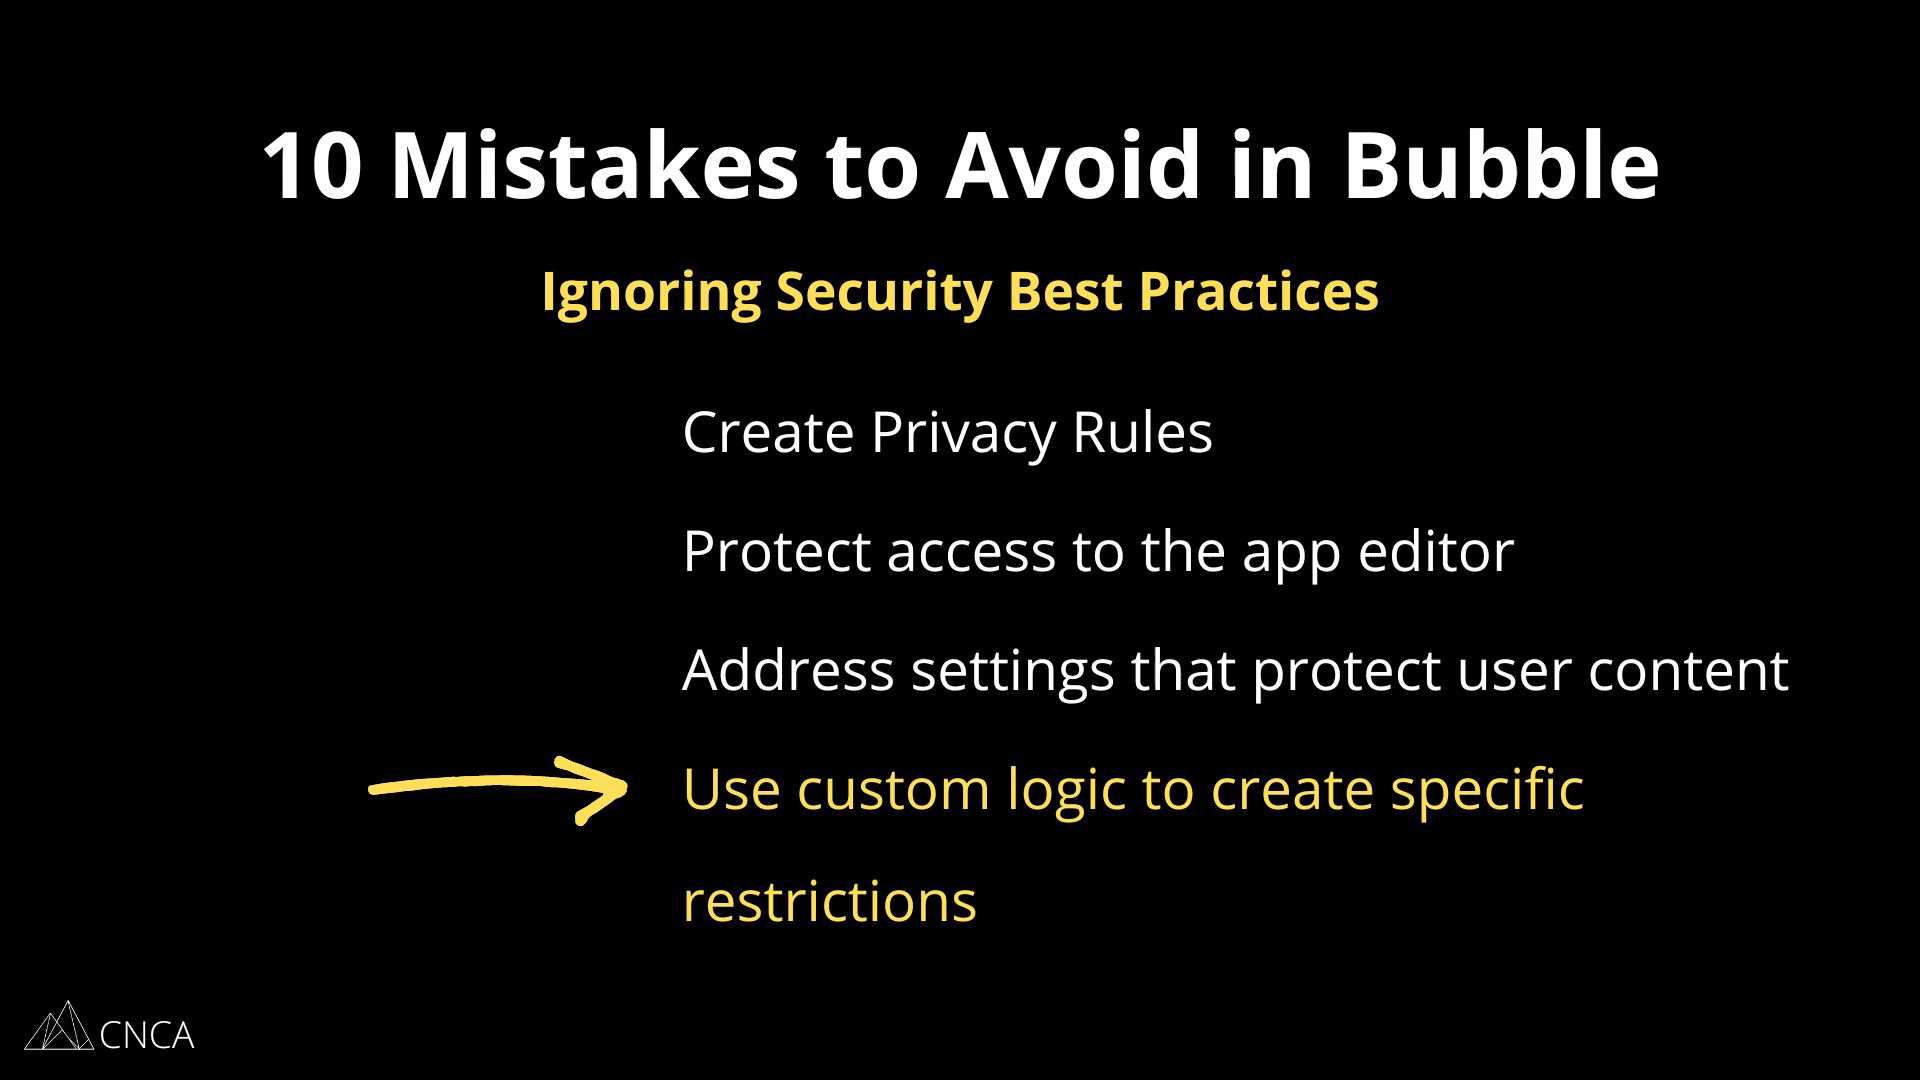 10 Mistakes to Avoid in Bubble
Ignoring Security Best Practices
Create Privacy Rules
Protect access to the app editor
Address settings that protect user content
Use custom logic to create specific
restrictions
CNCA